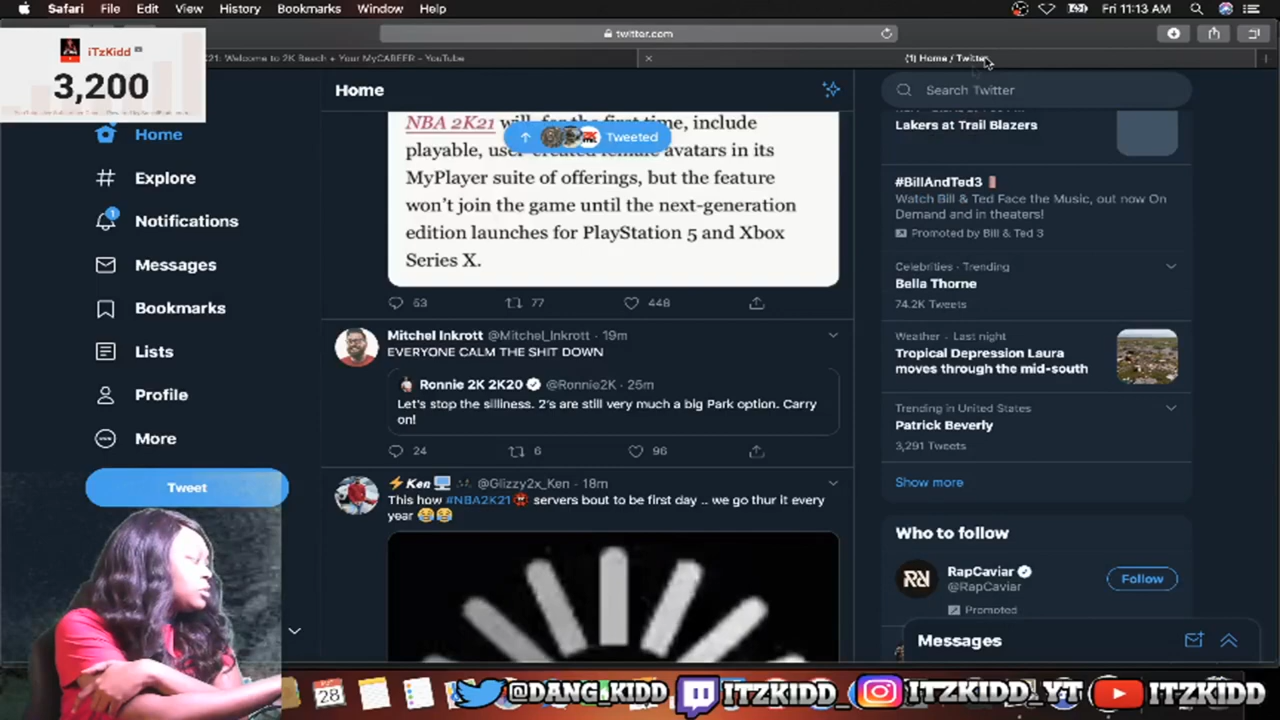 Safari File Edit View History Bookmarks Window Help
Fri 11:13 AM
twitter.com
21: Welcome to 2K Beach + Your MyCAREER - YouTube
(1) Home / Twitter
iTzKidd
3,200
Home
Explore
Notifications
1
Messages
Bookmarks
Lists
Profile
More
Tweet
Home
Tweeted
NBA 2K21 will, for the first time, include
playable, user-created female avatars in its
MyPlayer suite of offerings, but the feature
won't join the game until the next-generation
edition launches for PlayStation 5 and Xbox
Series X.
53 77 448
Mitchel Inkrott @Mitchel_Inkrott · 19m
EVERYONE CALM THE SHIT DOWN
Ronnie 2K 2K20 @Ronnie2K · 25m
Let's stop the silliness. 2's are still very much a big Park option. Carry
on!
24 6 96
Ken @Glizzy2x_Ken · 18m
This how #NBA2K21 servers bout to be first day .. we go thur it every
year 😂😂
Search Twitter
Lakers at Trail Blazers
#BillAndTed3
Watch Bill & Ted Face the Music, out now On
Demand and in theaters!
Promoted by Bill & Ted 3
Celebrities · Trending
Bella Thorne
74.2K Tweets
Weather · Last night
Tropical Depression Laura
moves through the mid-south
Trending in United States
Patrick Beverly
3,291 Tweets
Show more
Who to follow
RapCaviar
@RapCaviar
Follow
Promoted
Messages
28
@DANG_KIDD ITZKIDD_ ITZKIDD_YT ITZKIDD